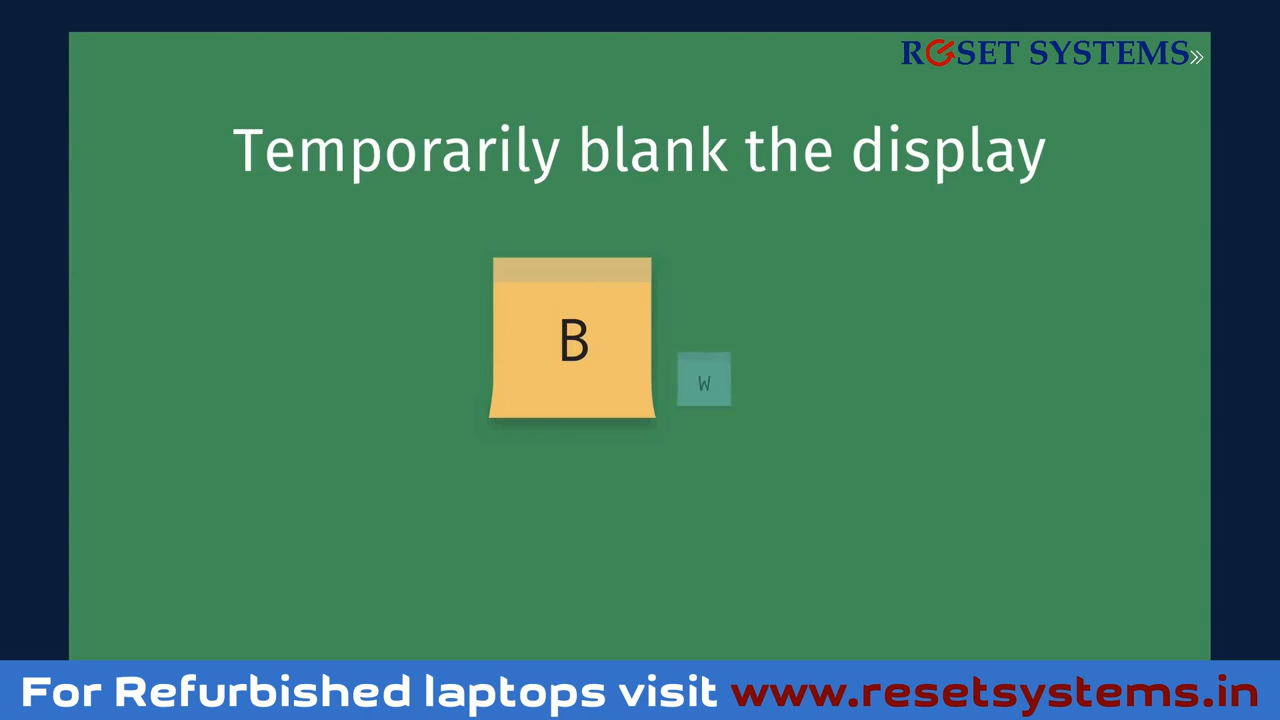 RESET SYSTEMS»
Temporarily blank the display
B
W
For Refurbished laptops visit www.resetsystems.in